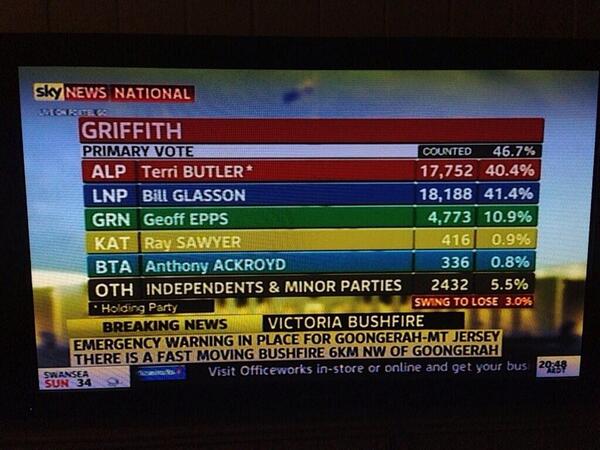 sky NEWS NATIONAL
GRIFFITH
PRIMARY VOTE COUNTED 46.7%
ALP Terri BUTLER* 17,752 40.4%
LNP Bill GLASSON 18,188 41.4%
GRN Geoff EPPS 4,773 10.9%
KAT Ray SAWYER 416 0.9%
BTA Anthony ACKROYD 336 0.8%
OTH INDEPENDENTS & MINOR PARTIES 2432 5.5%
* Holding Party SWING TO LOSE 3.0%
BREAKING NEWS VICTORIA BUSHFIRE
EMERGENCY WARNING IN PLACE FOR GOONGERAH-MT JERSEY
THERE IS A FAST MOVING BUSHFIRE 6KM NW OF GOONGERAH
SWANSEA
SUN 34
Visit Officeworks in-store or online and get your busi
20:48
AEDT